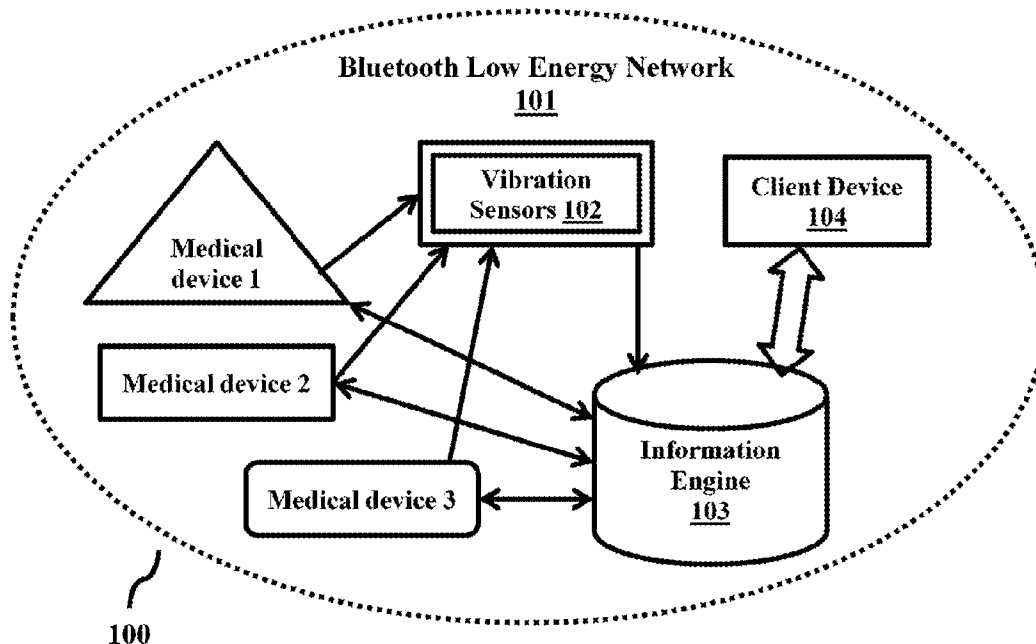 Bluetooth Low Energy Network
101
Vibration
Sensors 102
Client Device
104
Medical
device 1
Medical device 2
Medical device 3
Information
Engine
103
100